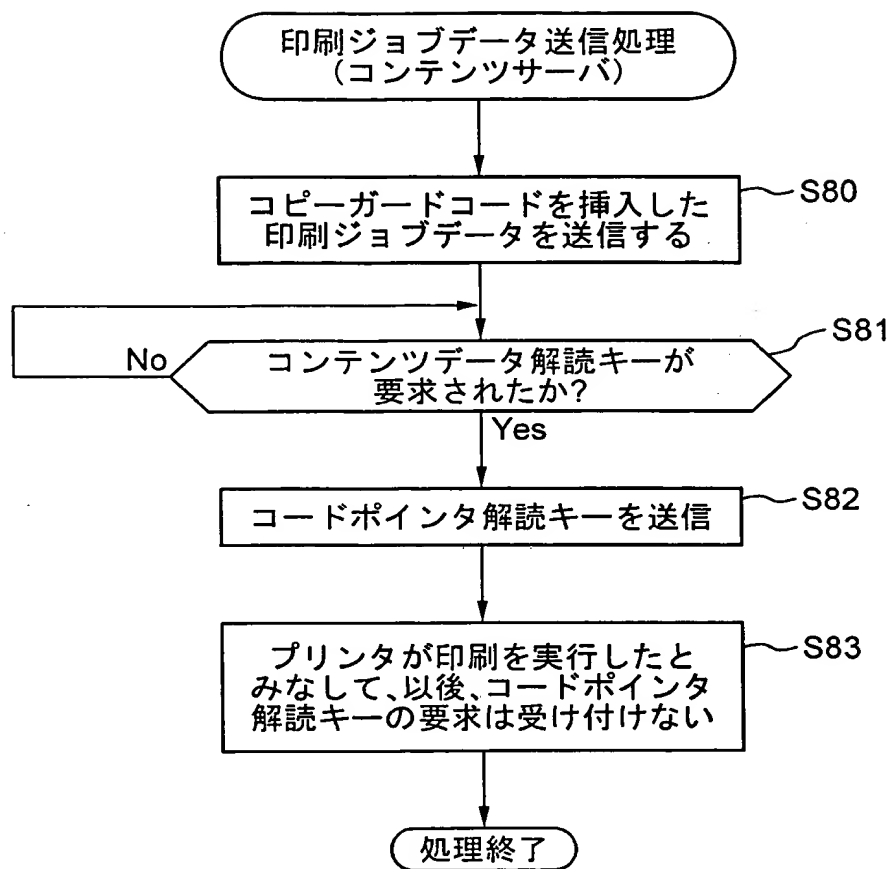 印刷ジョブデータ送信処理
(コンテンツサーバ)
S80
コピーガードコードを挿入した
印刷ジョブデータを送信する
S81
No
コンテンツデータ解読キーが
要求されたか?
Yes
S82
コードポインタ解読キーを送信
S83
プリンタが印刷を実行したと
みなして、以後、コードポインタ
解読キーの要求は受け付けない
処理終了